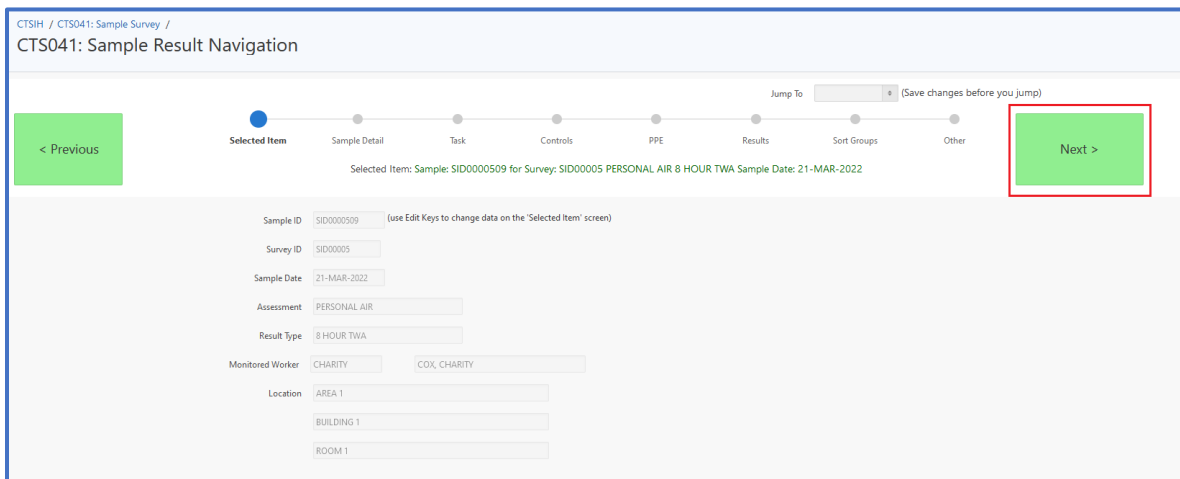 CTSIH / CTS041: Sample Survey /
CTS041: Sample Result Navigation
Jump To (Save changes before you jump)
< Previous
Selected Item Sample Detail Task Controls PPE Results Sort Groups Other
Next >
Selected Item: Sample: SID0000509 for Survey: SID00005 PERSONAL AIR 8 HOUR TWA Sample Date: 21-MAR-2022
Sample ID SID0000509 (use Edit Keys to change data on the 'Selected Item' screen)
Survey ID SID00005
Sample Date 21-MAR-2022
Assessment PERSONAL AIR
Result Type 8 HOUR TWA
Monitored Worker CHARITY COX, CHARITY
Location AREA 1
BUILDING 1
ROOM 1